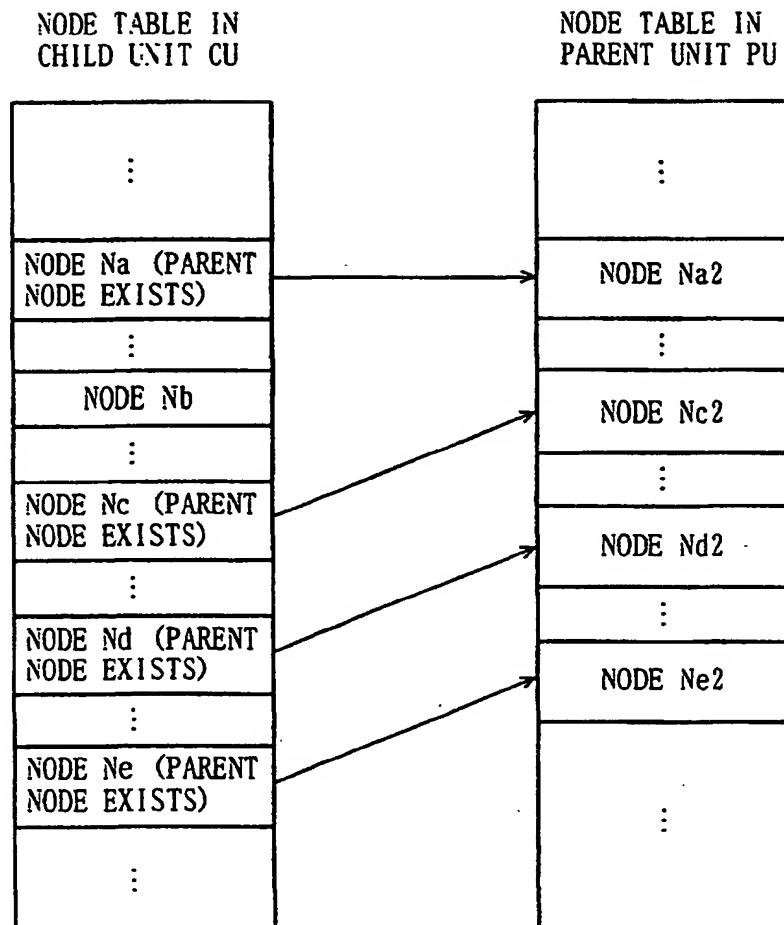 NODE TABLE IN
CHILD UNIT CU
NODE TABLE IN
PARENT UNIT PU
⋮
NODE Na (PARENT
NODE EXISTS)
⋮
NODE Nb
⋮
NODE Nc (PARENT
NODE EXISTS)
⋮
NODE Nd (PARENT
NODE EXISTS)
⋮
NODE Ne (PARENT
NODE EXISTS)
⋮
⋮
NODE Na2
⋮
NODE Nc2
⋮
NODE Nd2
⋮
NODE Ne2
⋮